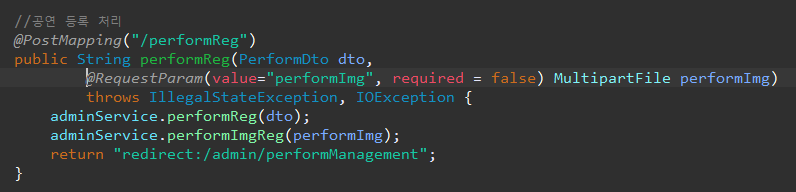 //공연 등록 처리
@PostMapping("/performReg")
public String performReg(PerformDto dto,
@RequestParam(value="performImg", required = false) MultipartFile performImg)
throws IllegalStateException, IOException {
adminService.performReg(dto);
adminService.performImgReg(performImg);
return "redirect:/admin/performManagement";
}